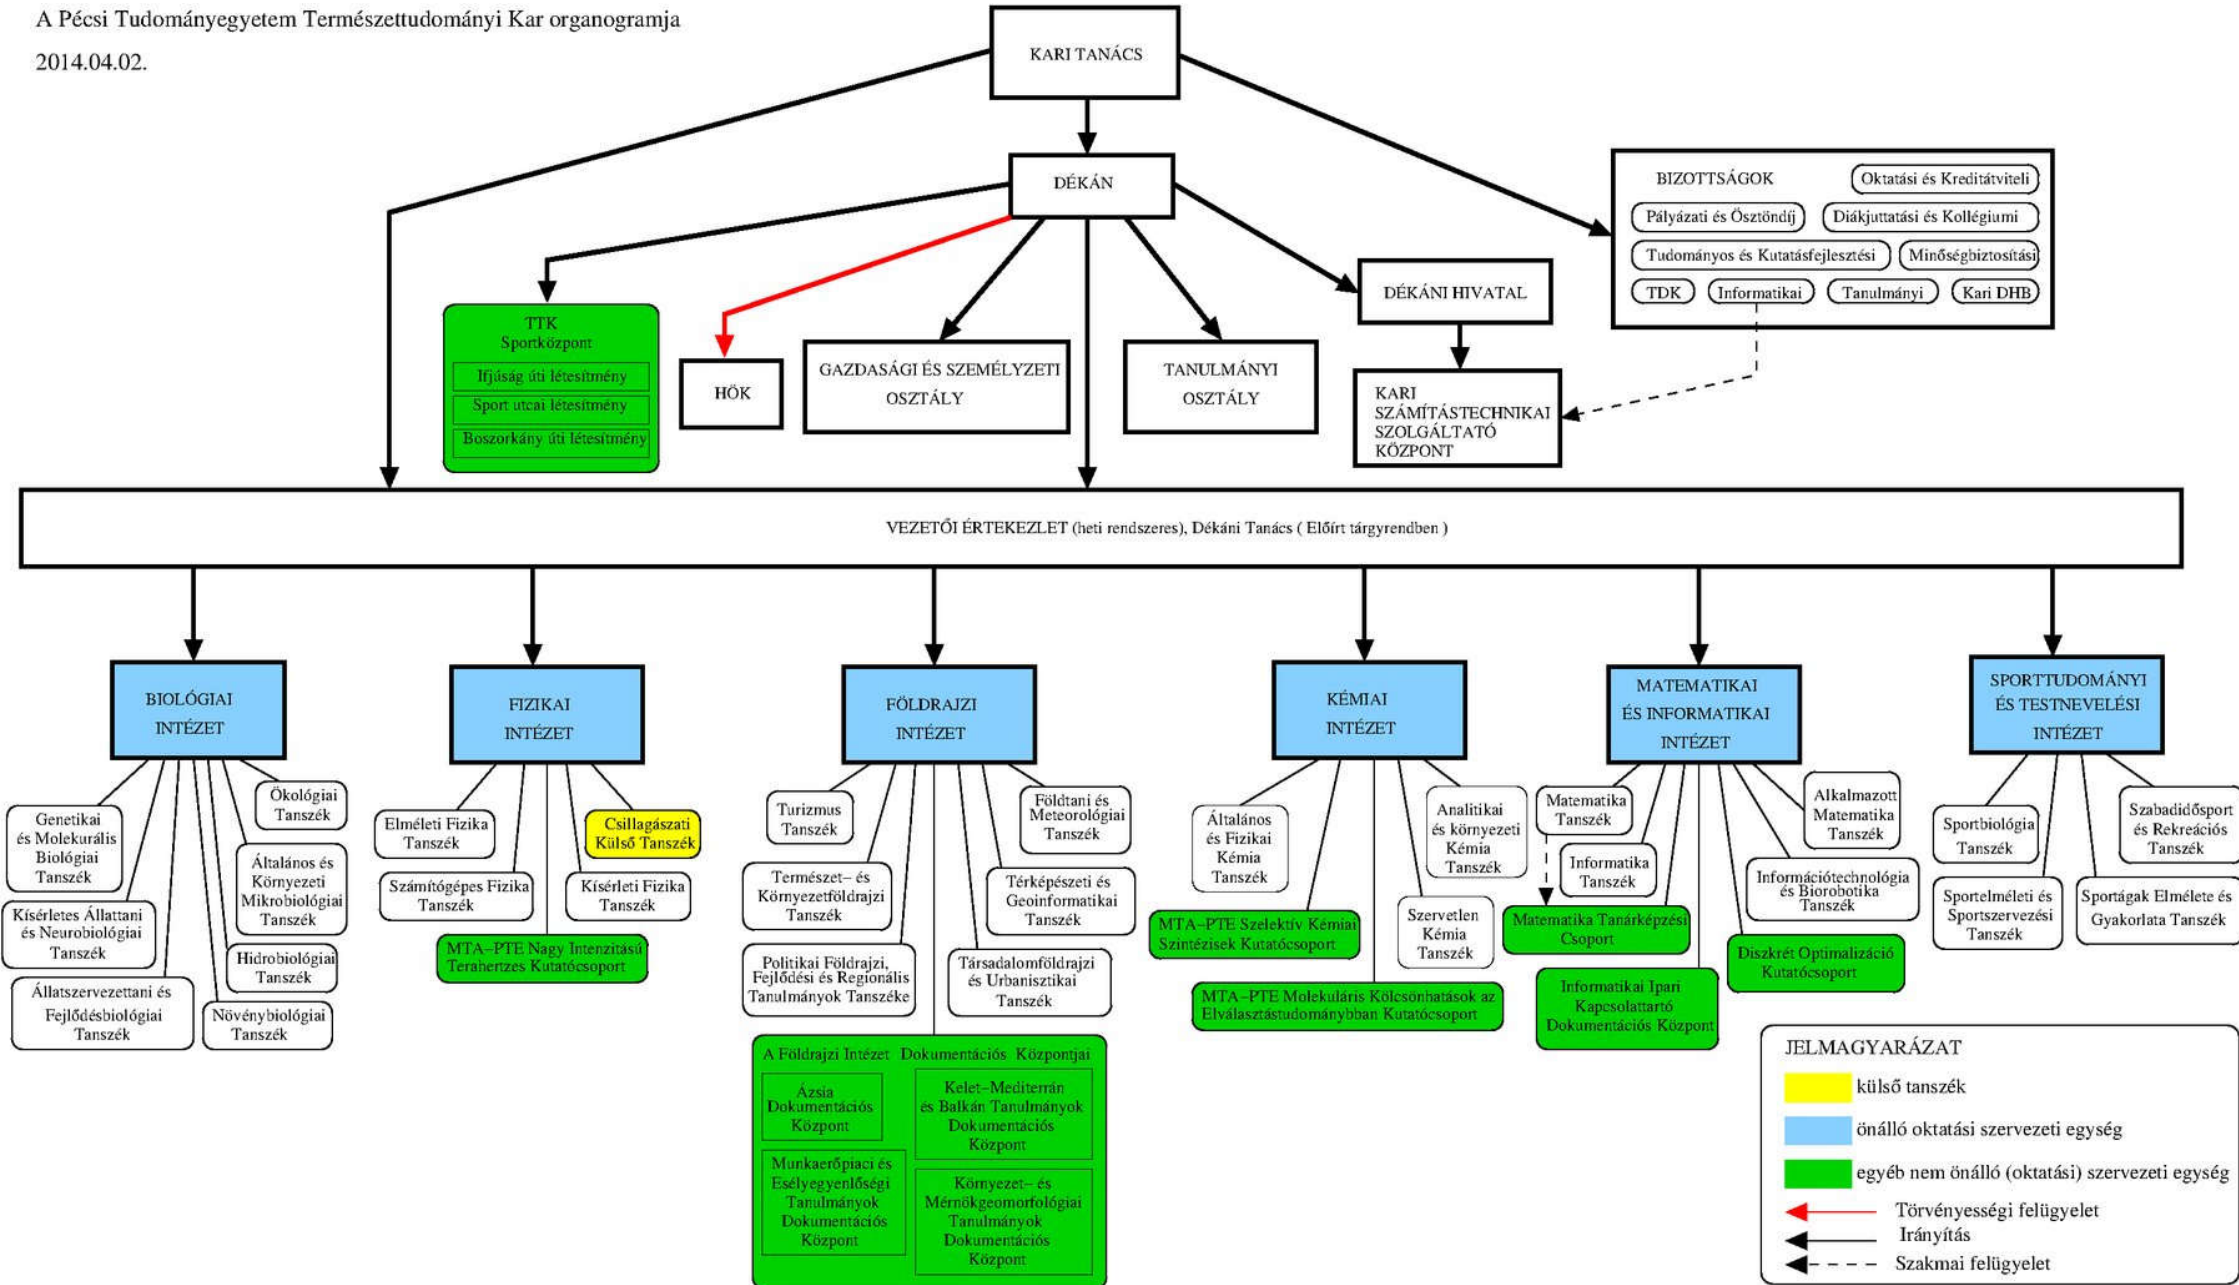 A Pécsi Tudományegyetem Természettudományi Kar organogramja
2014.04.02.
KARI TANÁCS
DÉKÁN
BIZOTTSÁGOK
Oktatási és Kreditátviteli
Pályázati és Ösztöndíj
Diákjuttatási és Kollégiumi
Tudományos és Kutatásfejlesztési
Minőségbiztosítási
TDK
Informatikai
Tanulmányi
Kari DHB
TTK
Sportközpont
Ifjúság úti létesítmény
Sport utcai létesítmény
Boszorkány úti létesítmény
HÖK
GAZDASÁGI ÉS SZEMÉLYZETI
OSZTÁLY
TANULMÁNYI
OSZTÁLY
DÉKÁNI HIVATAL
KARI
SZÁMÍTÁSTECHNIKAI
SZOLGÁLTATÓ
KÖZPONT
VEZETŐI ÉRTEKEZLET (heti rendszeres), Dékáni Tanács ( Előírt tárgyrendben )
BIOLÓGIAI
INTÉZET
FIZIKAI
INTÉZET
FÖLDRAJZI
INTÉZET
KÉMIAI
INTÉZET
MATEMATIKAI
ÉS INFORMATIKAI
INTÉZET
SPORTTUDOMÁNYI
ÉS TESTNEVELÉSI
INTÉZET
Genetikai
és Molekurális
Biológiai
Tanszék
Ökológiai
Tanszék
Általános és
Környezeti
Mikrobiológiai
Tanszék
Kísérletes Állattani
és Neurobiológiai
Tanszék
Hidrobiológiai
Tanszék
Állatszervezettani és
Fejlődésbiológiai
Tanszék
Növénybiológiai
Tanszék
Elméleti Fizika
Tanszék
Csillagászati
Külső Tanszék
Számítógépes Fizika
Tanszék
Kísérleti Fizika
Tanszék
MTA–PTE Nagy Intenzitású
Terahertzes Kutatócsoport
Turizmus
Tanszék
Földtani és
Meteorológiai
Tanszék
Természet– és
Környezetföldrajzi
Tanszék
Térképészeti és
Geoinformatikai
Tanszék
Politikai Földrajzi,
Fejlődési és Regionális
Tanulmányok Tanszéke
Társadalomföldrajzi
és Urbanisztikai
Tanszék
A Földrajzi Intézet Dokumentációs Központjai
Ázsia
Dokumentációs
Központ
Kelet–Mediterrán
és Balkán Tanulmányok
Dokumentációs
Központ
Munkaerőpiaci és
Esélyegyenlőségi
Tanulmányok
Dokumentációs
Központ
Környezet– és
Mérnökgeomorfológiai
Tanulmányok
Dokumentációs
Központ
Általános
és Fizikai
Kémia
Tanszék
Analitikai
és környezeti
Kémia
Tanszék
MTA–PTE Szelektív Kémiai
Szintézisek Kutatócsoport
Szervetlen
Kémia
Tanszék
MTA–PTE Molekuláris Kölcsönhatások az
Elválasztástudománybban Kutatócsoport
Matematika
Tanszék
Alkalmazott
Matematika
Tanszék
Informatika
Tanszék
Információtechnológia
és Biorobotika
Tanszék
Matematika Tanárképzési
Csoport
Diszkrét Optimalizáció
Kutatócsoport
Informatikai Ipari
Kapcsolattartó
Dokumentációs Központ
Sportbiológia
Tanszék
Szabadidősport
és Rekreációs
Tanszék
Sportelméleti és
Sportszervezési
Tanszék
Sportágak Elmélete és
Gyakorlata Tanszék
JELMAGYARÁZAT
külső tanszék
önálló oktatási szervezeti egység
egyéb nem önálló (oktatási) szervezeti egység
Törvényességi felügyelet
Irányítás
Szakmai felügyelet